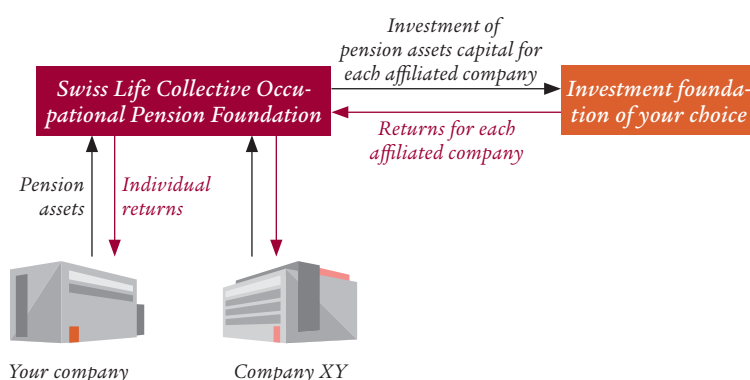 Investment of
pension assets capital for
each affiliated company
Swiss Life Collective Occu-
pational Pension Foundation
Investment founda-
tion of your choice
Returns for each
affiliated company
Pension
assets
Individual
returns
Your company
Company XY